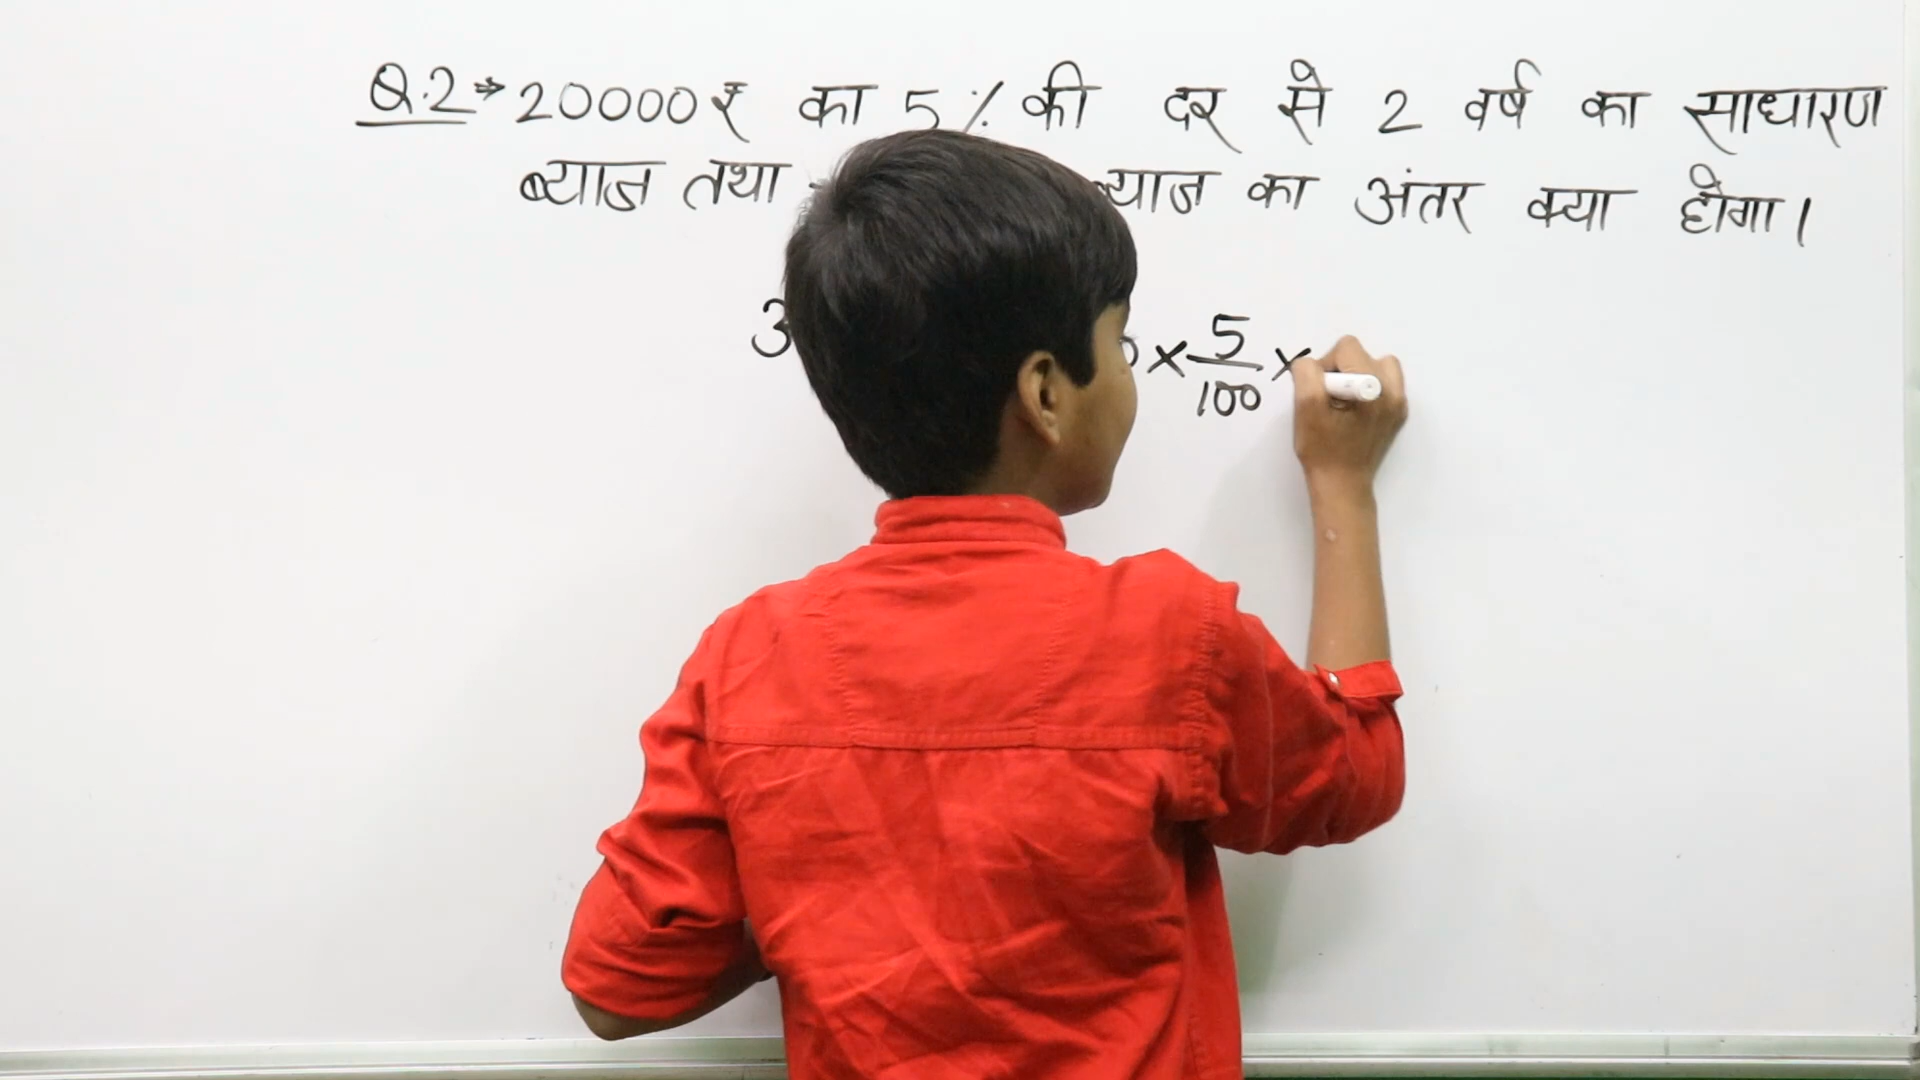 Q.2⇒ 20000₹ का 5% की दर से 2 वर्ष का साधारण
ब्याज तथा ब्याज का अंतर क्या होगा।
× 5/100 ×